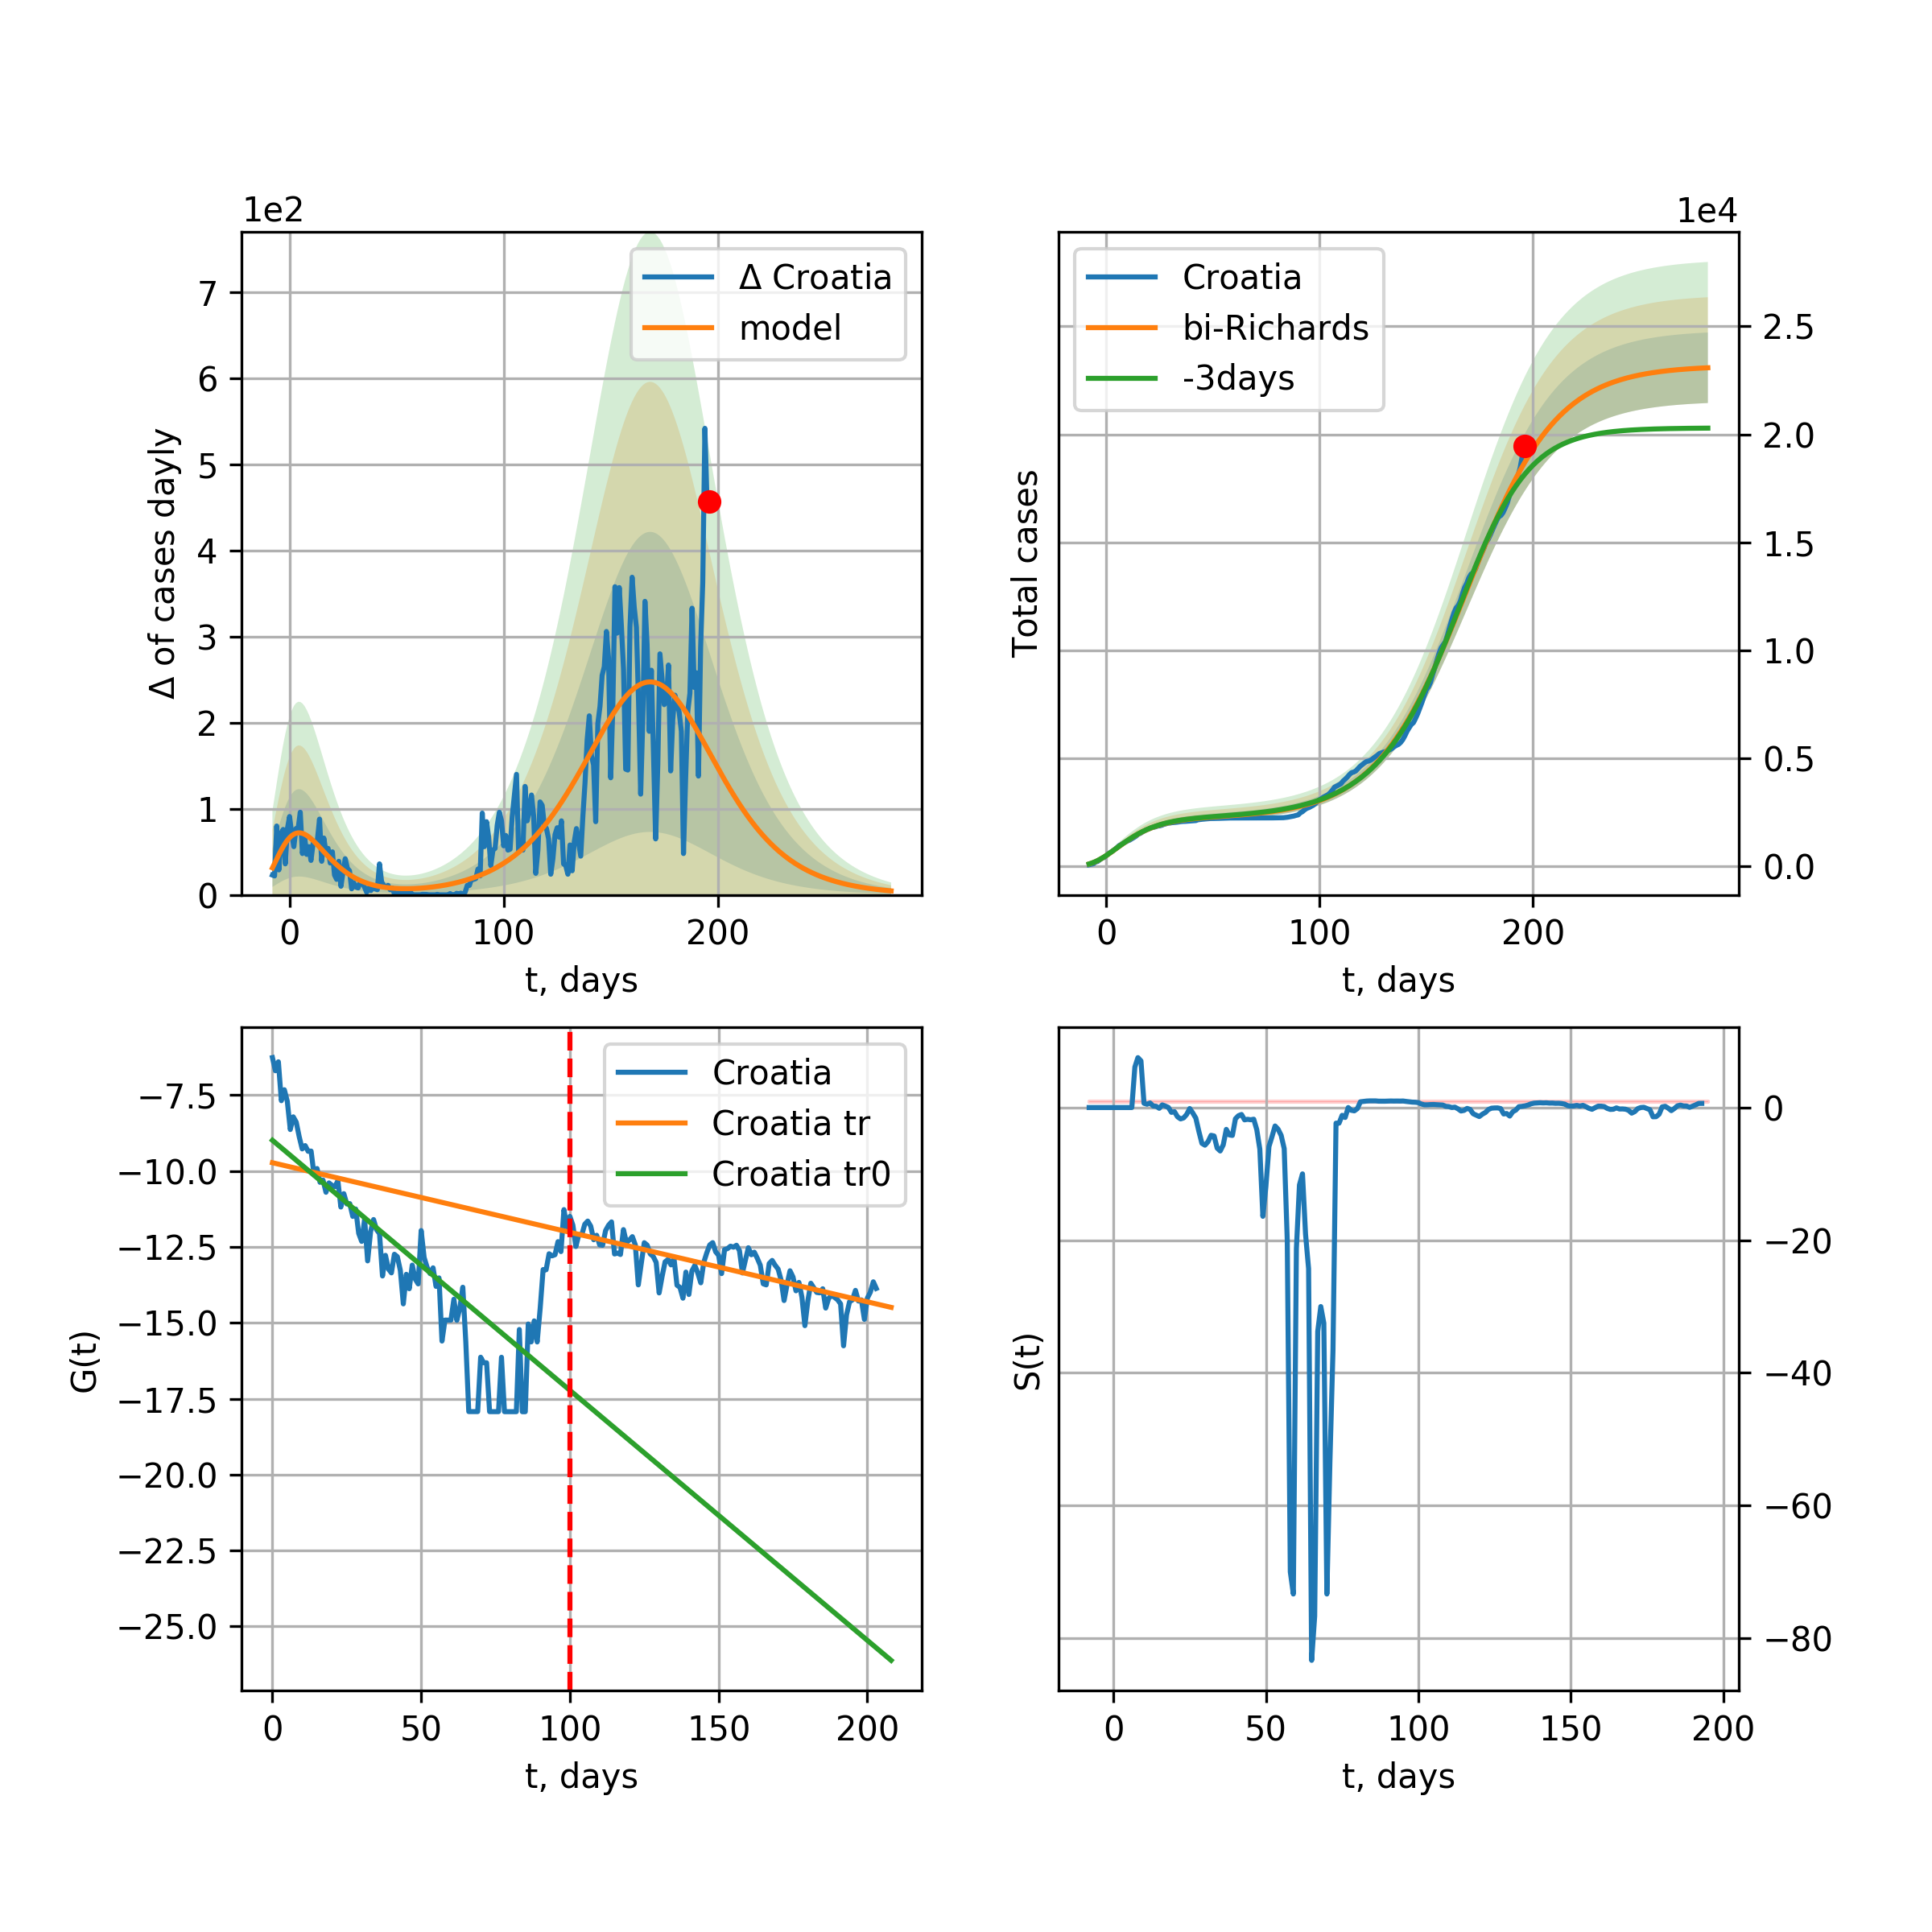 1e2
Δ Croatia
model
7
6
5
4
3
2
1
0
Δ of cases dayly
0
100
200
t, days
1e4
Croatia
bi-Richards
-3days
Total cases
2.5
2.0
1.5
1.0
0.5
0.0
0
100
200
t, days
Croatia
Croatia tr
Croatia tr0
−7.5
−10.0
−12.5
−15.0
−17.5
−20.0
−22.5
−25.0
G(t)
0
50
100
150
200
t, days
S(t)
0
−20
−40
−60
−80
0
50
100
150
200
t, days